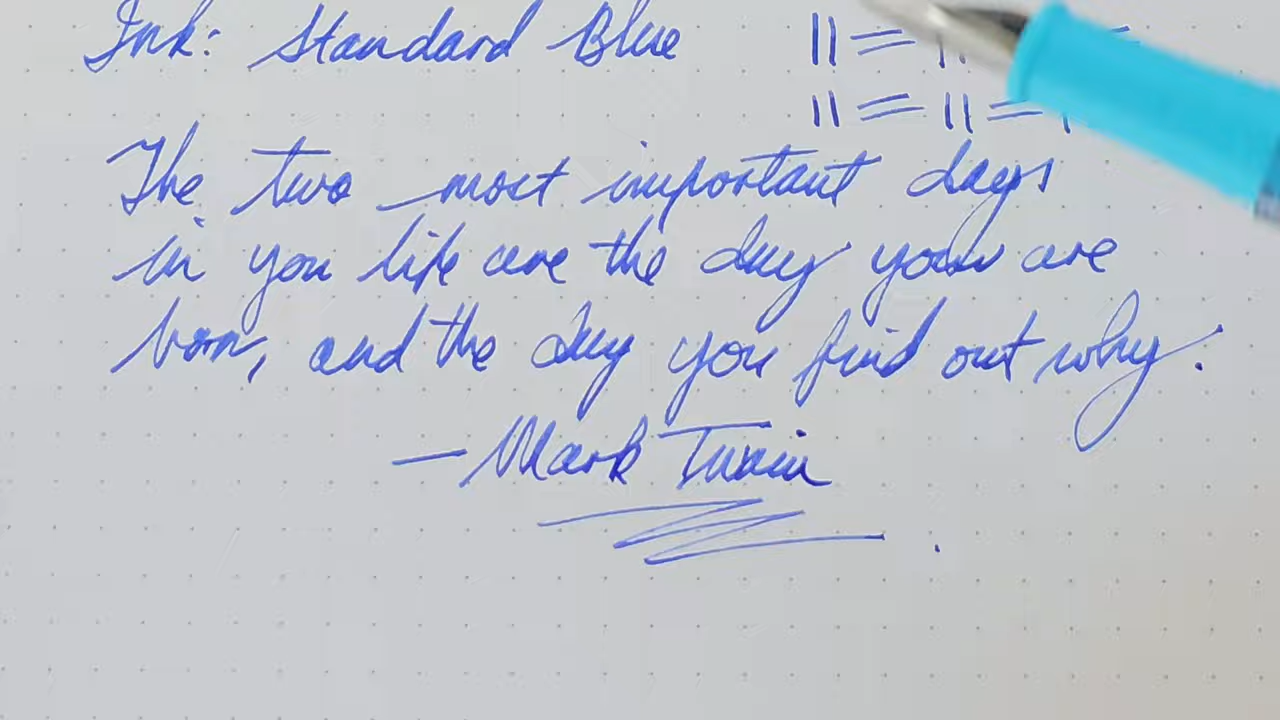 Ink: Standard Blue
The two most important days
in you life are the day you are
born, and the day you find out why.
— Mark Twain